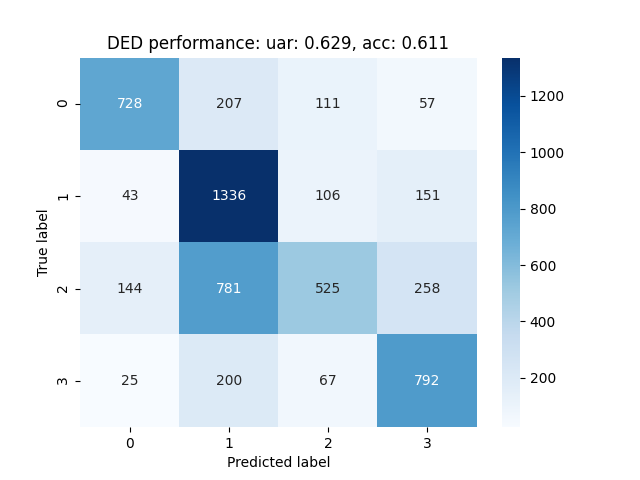 DED performance: uar: 0.629, acc: 0.611
0 728 207 111 57
1 43 1336 106 151
2 144 781 525 258
3 25 200 67 792
0 1 2 3
Predicted label
True label
1200
1000
800
600
400
200